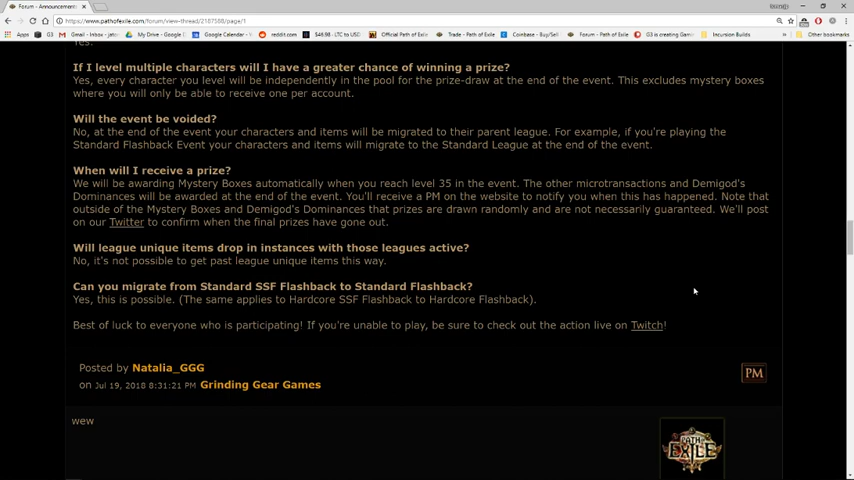 Forum - Announcements
https://www.pathofexile.com/forum/view-thread/2187588/page/1
Apps G3 Gmail - Inbox - My Drive - Google Google Calendar - reddit.com $46.98 - LTC to USD Official Path of Exile Trade - Path of Exile Coinbase - Buy/Sell Forum - Path of Exile G3 is creating Incursion Builds Other bookmarks
Yes.
If I level multiple characters will I have a greater chance of winning a prize?
Yes, every character you level will be independently in the pool for the prize-draw at the end of the event. This excludes mystery boxes
where you will only be able to receive one per account.
Will the event be voided?
No, at the end of the event your characters and items will be migrated to their parent league. For example, if you're playing the
Standard Flashback Event your characters and items will migrate to the Standard League at the end of the event.
When will I receive a prize?
We will be awarding Mystery Boxes automatically when you reach level 35 in the event. The other microtransactions and Demigod's
Dominances will be awarded at the end of the event. You'll receive a PM on the website to notify you when this has happened. Note that
outside of the Mystery Boxes and Demigod's Dominances that prizes are drawn randomly and are not necessarily guaranteed. We'll post
on our Twitter to confirm when the final prizes have gone out.
Will league unique items drop in instances with those leagues active?
No, it's not possible to get past league unique items this way.
Can you migrate from Standard SSF Flashback to Standard Flashback?
Yes, this is possible. (The same applies to Hardcore SSF Flashback to Hardcore Flashback).
Best of luck to everyone who is participating! If you're unable to play, be sure to check out the action live on Twitch!
Posted by Natalia_GGG
PM
on Jul 19, 2018 8:31:21 PM Grinding Gear Games
wew
PATH OF
EXILE